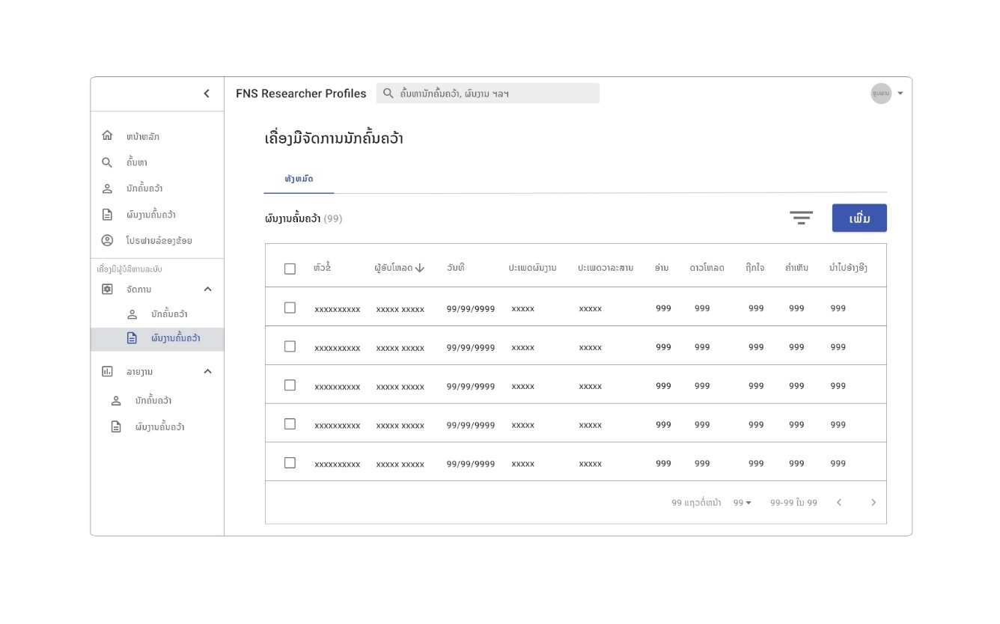 FNS Researcher Profiles
ຄົ້ນຫານັກຄົ້ນຄວ້າ, ຜົນງານ ຯລຯ
ຮູບພາບ
ໜ້າຫລັກ
ຄົ້ນຫາ
ນັກຄົ້ນຄວ້າ
ຜົນງານຄົ້ນຄວ້າ
ໂປຣຟາຍລ໌ຂອງຂ້ອຍ
ເຄື່ອງມືຜູ້ບໍລິຫານລະບົບ
ຈັດການ
ນັກຄົ້ນຄວ້າ
ຜົນງານຄົ້ນຄວ້າ
ລາຍງານ
ນັກຄົ້ນຄວ້າ
ຜົນງານຄົ້ນຄວ້າ
ເຄື່ອງມືຈັດການນັກຄົ້ນຄວ້າ
ທັງຫມົດ
ຜົນງານຄົ້ນຄວ້າ (99)
ເພີ່ມ
ຫົວຂໍ້ ຜູ້ອັບໂຫລດ ວັນທີ ປະເພດຜົນງານ ປະເພດວາລະສານ ອ່ານ ດາວໂຫລດ ຖືກໃຈ ຄຳເຫັນ ນຳໄປອ້າງອີງ
xxxxxxxxxx xxxxx xxxxx 99/99/9999 xxxxx xxxxx 999 999 999 999 999
xxxxxxxxxx xxxxx xxxxx 99/99/9999 xxxxx xxxxx 999 999 999 999 999
xxxxxxxxxx xxxxx xxxxx 99/99/9999 xxxxx xxxxx 999 999 999 999 999
xxxxxxxxxx xxxxx xxxxx 99/99/9999 xxxxx xxxxx 999 999 999 999 999
xxxxxxxxxx xxxxx xxxxx 99/99/9999 xxxxx xxxxx 999 999 999 999 999
99 ແຖວຕໍ່ຫນ້າ 99 99-99 ໃນ 99